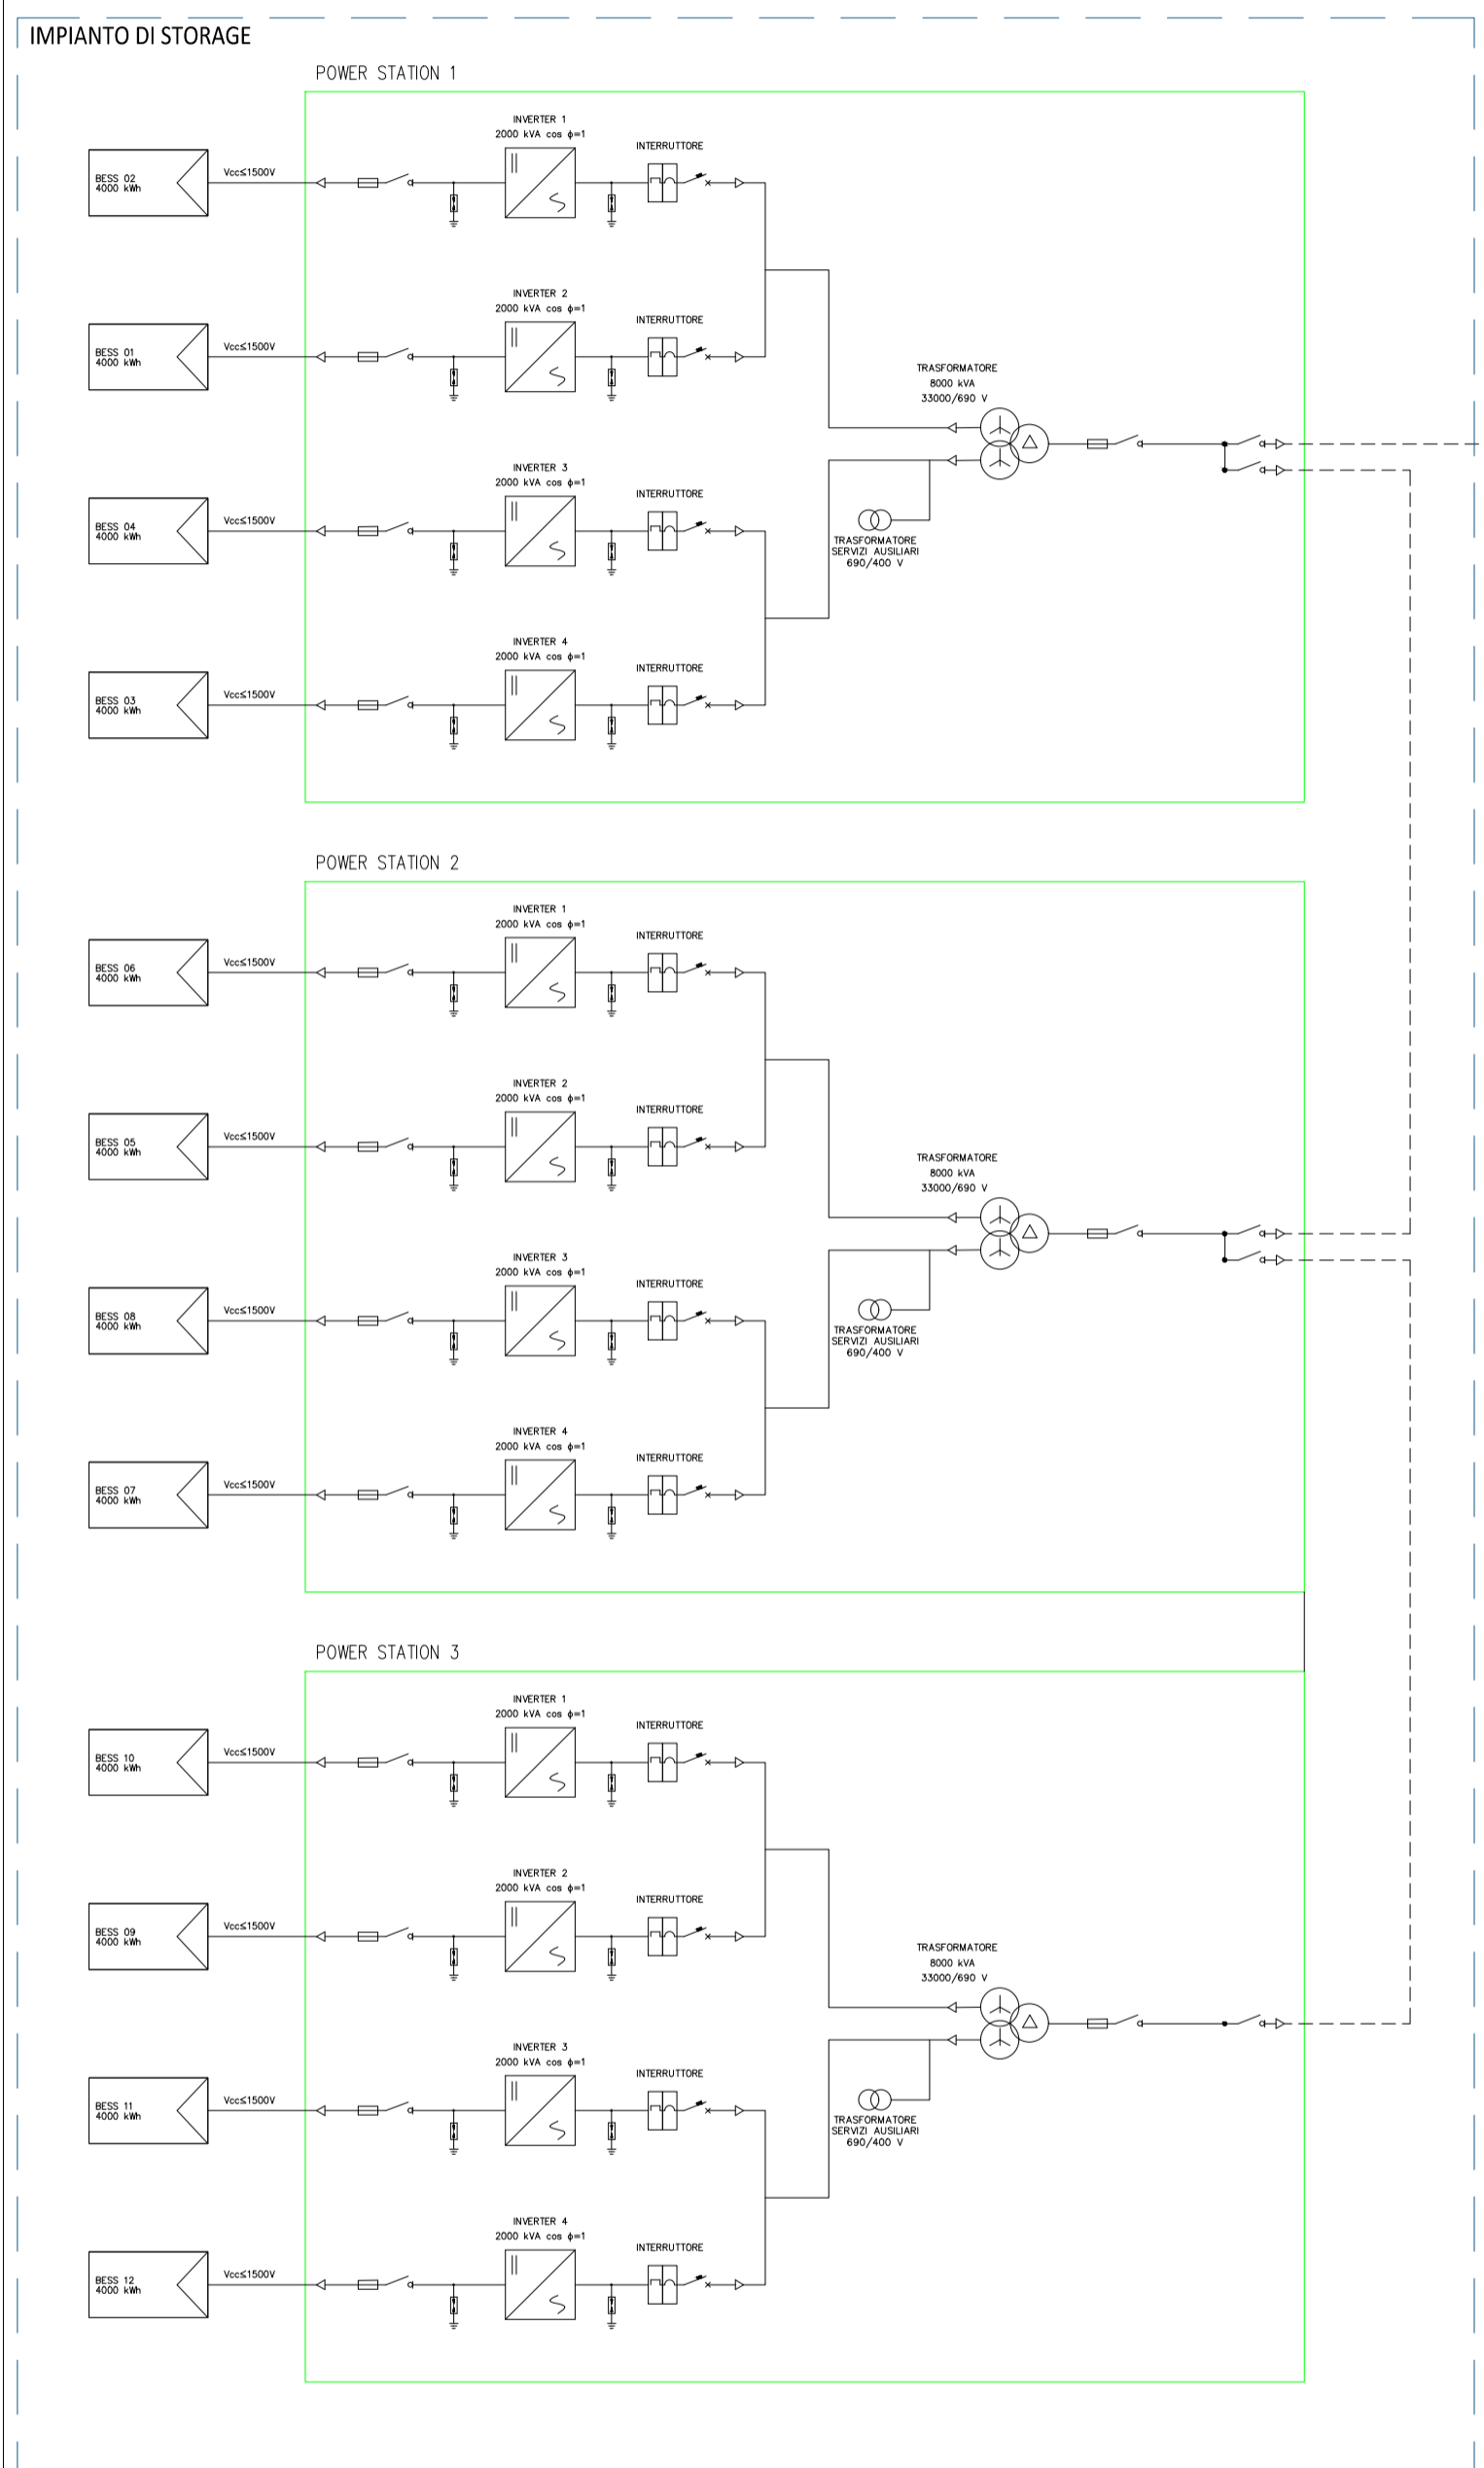 IMPIANTO DI STORAGE
POWER STATION 1
INVERTER 1
2000 kVA cos ϕ=1
INTERRUTTORE
BESS 02
4000 kWh
Vcc≤1500V
INVERTER 2
2000 kVA cos ϕ=1
INTERRUTTORE
BESS 01
4000 kWh
Vcc≤1500V
TRASFORMATORE
8000 kVA
33000/690 V
INVERTER 3
2000 kVA cos ϕ=1
INTERRUTTORE
BESS 04
4000 kWh
Vcc≤1500V
TRASFORMATORE
SERVIZI AUSILIARI
690/400 V
INVERTER 4
2000 kVA cos ϕ=1
INTERRUTTORE
BESS 03
4000 kWh
Vcc≤1500V
POWER STATION 2
INVERTER 1
2000 kVA cos ϕ=1
INTERRUTTORE
BESS 06
4000 kWh
Vcc≤1500V
INVERTER 2
2000 kVA cos ϕ=1
INTERRUTTORE
BESS 05
4000 kWh
Vcc≤1500V
TRASFORMATORE
8000 kVA
33000/690 V
INVERTER 3
2000 kVA cos ϕ=1
INTERRUTTORE
BESS 08
4000 kWh
Vcc≤1500V
TRASFORMATORE
SERVIZI AUSILIARI
690/400 V
INVERTER 4
2000 kVA cos ϕ=1
INTERRUTTORE
BESS 07
4000 kWh
Vcc≤1500V
POWER STATION 3
INVERTER 1
2000 kVA cos ϕ=1
INTERRUTTORE
BESS 10
4000 kWh
Vcc≤1500V
INVERTER 2
2000 kVA cos ϕ=1
INTERRUTTORE
BESS 09
4000 kWh
Vcc≤1500V
TRASFORMATORE
8000 kVA
33000/690 V
INVERTER 3
2000 kVA cos ϕ=1
INTERRUTTORE
BESS 11
4000 kWh
Vcc≤1500V
TRASFORMATORE
SERVIZI AUSILIARI
690/400 V
INVERTER 4
2000 kVA cos ϕ=1
INTERRUTTORE
BESS 12
4000 kWh
Vcc≤1500V